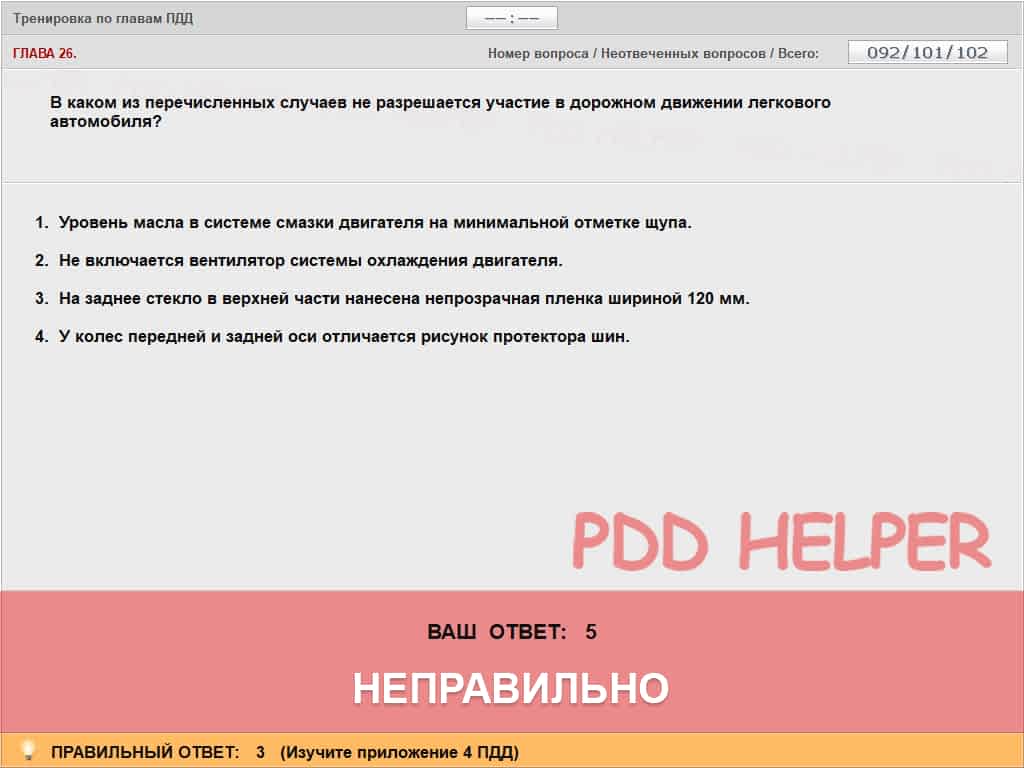 Тренировка по главам ПДД
–– : ––
ГЛАВА 26.
Номер вопроса / Неотвеченных вопросов / Всего:
092/101/102
В каком из перечисленных случаев не разрешается участие в дорожном движении легкового
автомобиля?
1. Уровень масла в системе смазки двигателя на минимальной отметке щупа.
2. Не включается вентилятор системы охлаждения двигателя.
3. На заднее стекло в верхней части нанесена непрозрачная пленка шириной 120 мм.
4. У колес передней и задней оси отличается рисунок протектора шин.
PDD HELPER
ВАШ ОТВЕТ: 5
НЕПРАВИЛЬНО
ПРАВИЛЬНЫЙ ОТВЕТ: 3 (Изучите приложение 4 ПДД)